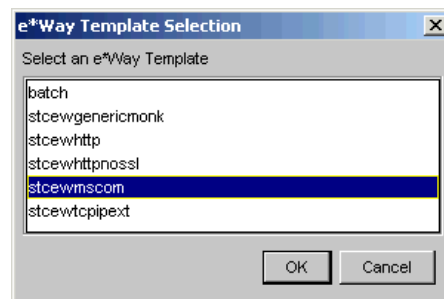 e*Way Template Selection
Select an e*Way Template
batch
stcewgenericmonk
stcewhttp
stcewhttpnossl
stcewmscom
stcewtcpipext
OK Cancel